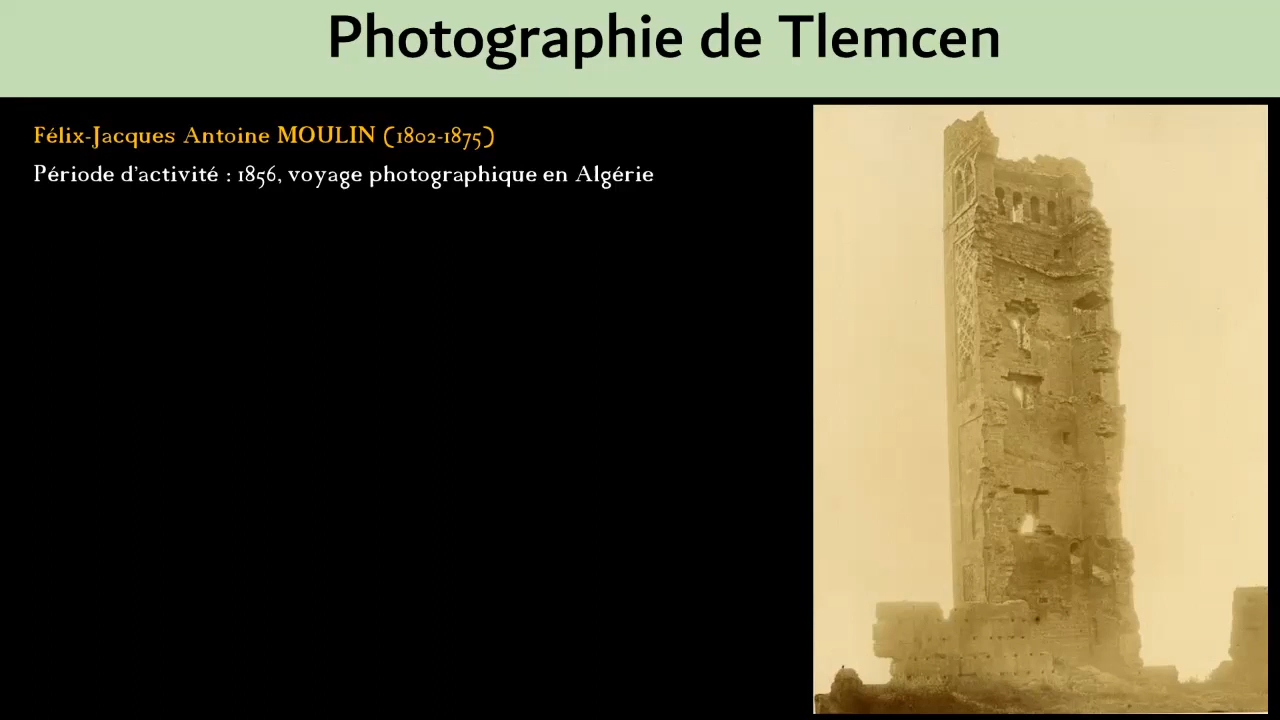 Photographie de Tlemcen
Félix-Jacques Antoine MOULIN (1802-1875)
Période d'activité : 1856, voyage photographique en Algérie